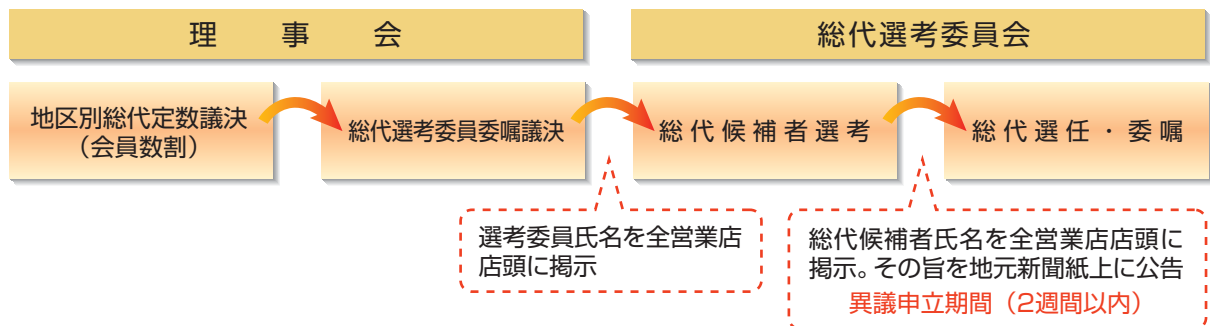 理事会
総代選考委員会
地区別総代定数議決
（会員数割）
総代選考委員委嘱議決
総代候補者選考
総代選任・委嘱
選考委員氏名を全営業店
店頭に掲示
総代候補者氏名を全営業店店頭に
掲示。その旨を地元新聞紙上に公告
異議申立期間（2週間以内）